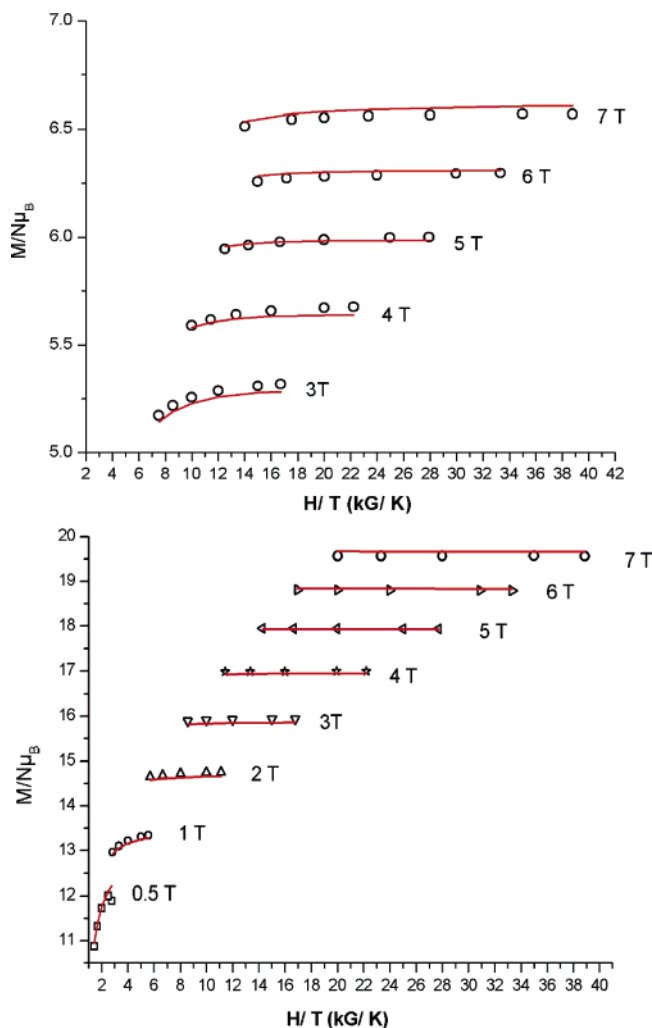 7.0
6.5
6.0
5.5
5.0
M/Nμ_B
7 T
6 T
5 T
4 T
3T
2 4 6 8 10 12 14 16 18 20 22 24 26 28 30 32 34 36 38 40 42
H/ T (kG/ K)
20
19
18
17
16
15
14
13
12
11
M/Nμ_B
7 T
6 T
5 T
4 T
3T
2 T
1 T
0.5 T
2 4 6 8 10 12 14 16 18 20 22 24 26 28 30 32 34 36 38 40
H/ T (kG/ K)